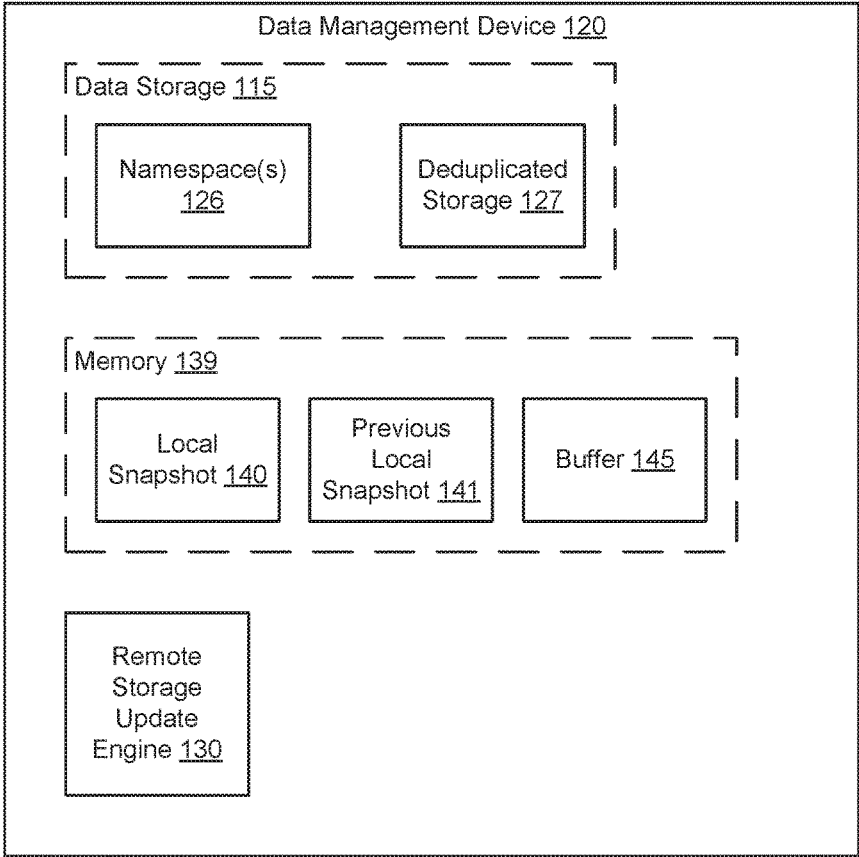 Data Management Device 120
Data Storage 115
Namespace(s)
126
Deduplicated
Storage 127
Memory 139
Local
Snapshot 140
Previous
Local
Snapshot 141
Buffer 145
Remote
Storage
Update
Engine 130